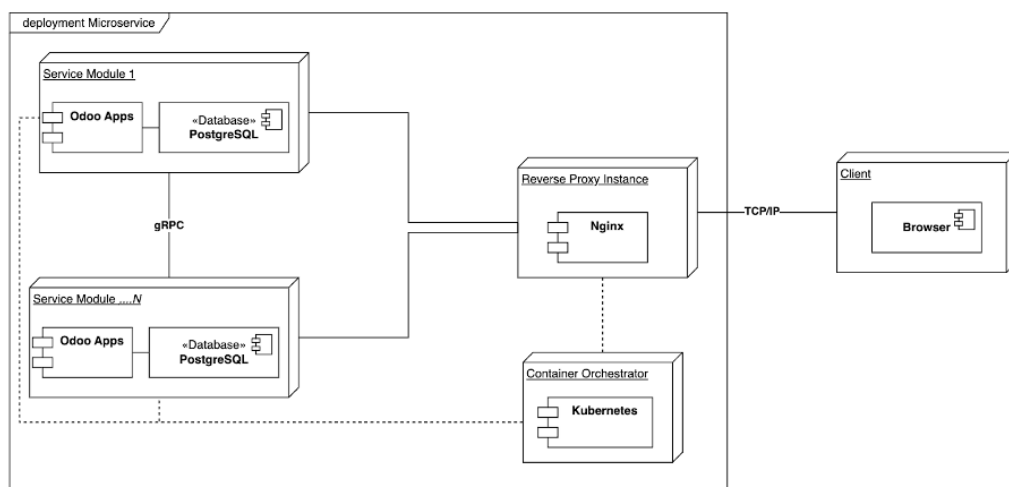 deployment Microservice
Service Module 1
Odoo Apps
«Database»
PostgreSQL
gRPC
Service Module ....N
Odoo Apps
«Database»
PostgreSQL
Reverse Proxy Instance
Nginx
TCP/IP
Client
Browser
Container Orchestrator
Kubernetes